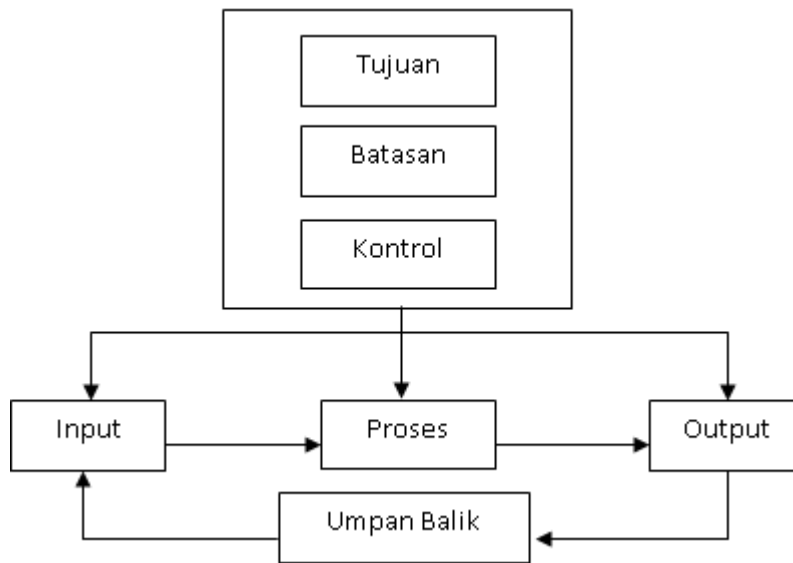 Tujuan
Batasan
Kontrol
Input
Proses
Output
Umpan Balik